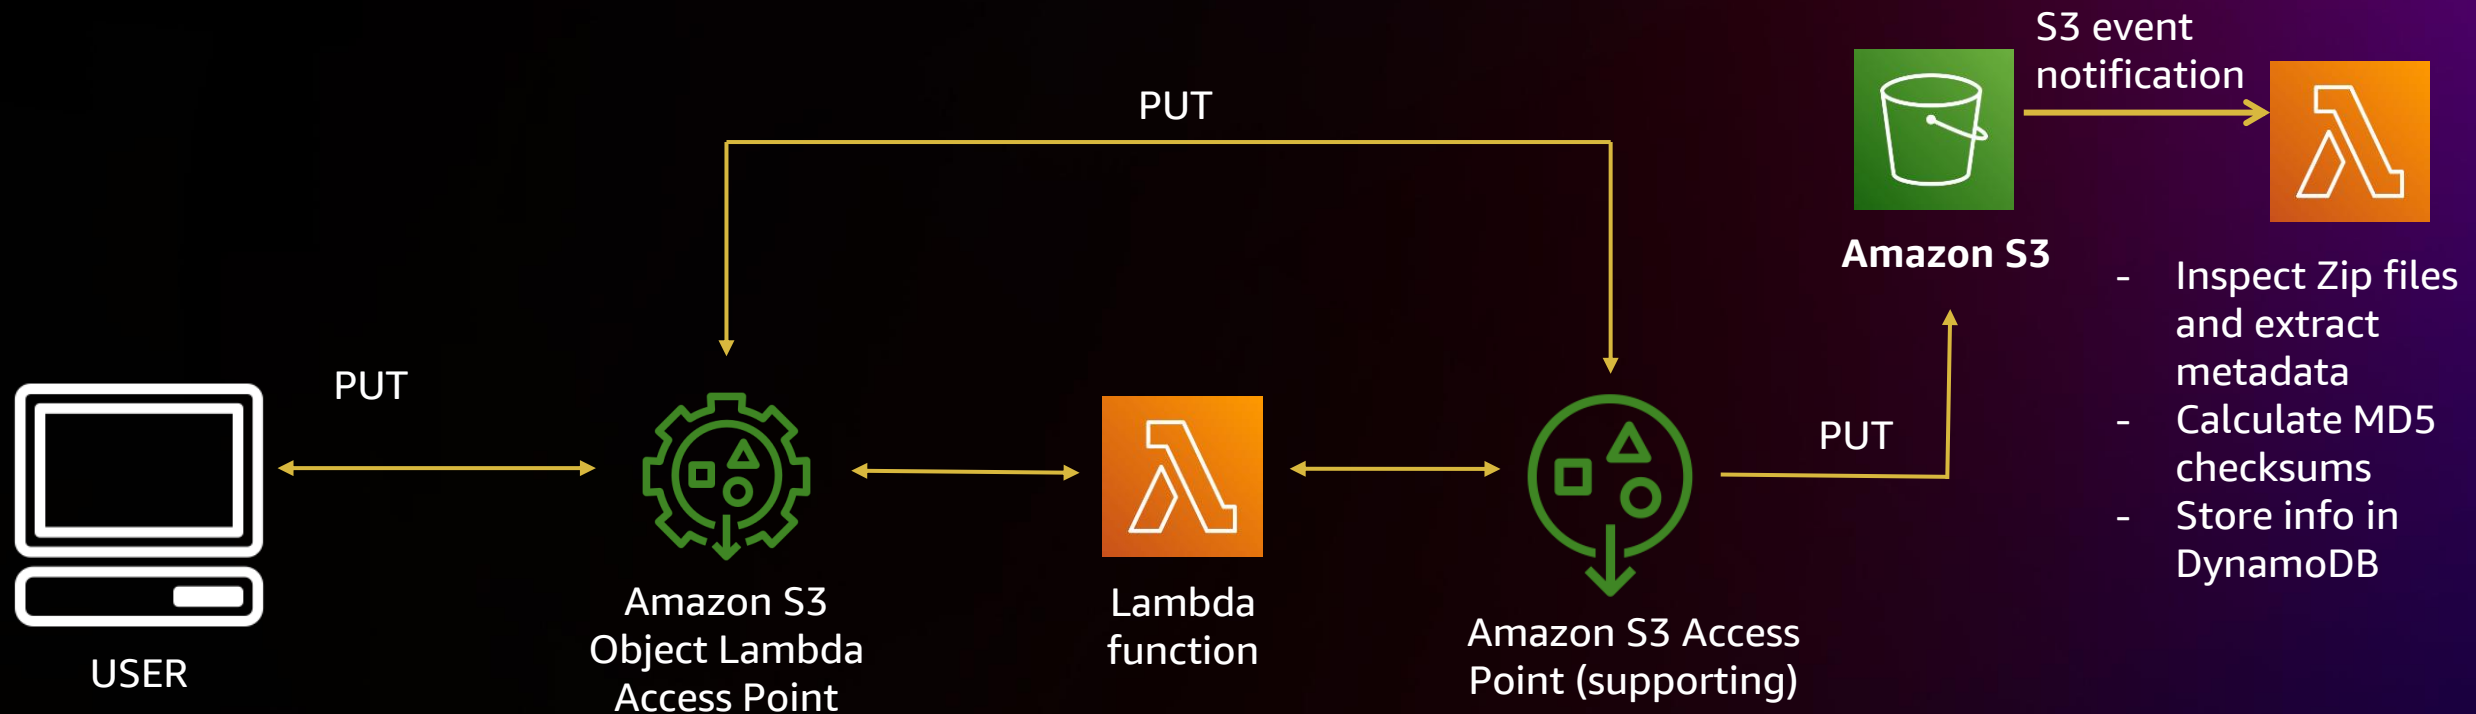 PUT
USER
Amazon S3
Object Lambda
Access Point
PUT
Lambda
function
Amazon S3 Access
Point (supporting)
PUT
Amazon S3
S3 event
notification
- Inspect Zip files
and extract
metadata
- Calculate MD5
checksums
- Store info in
DynamoDB